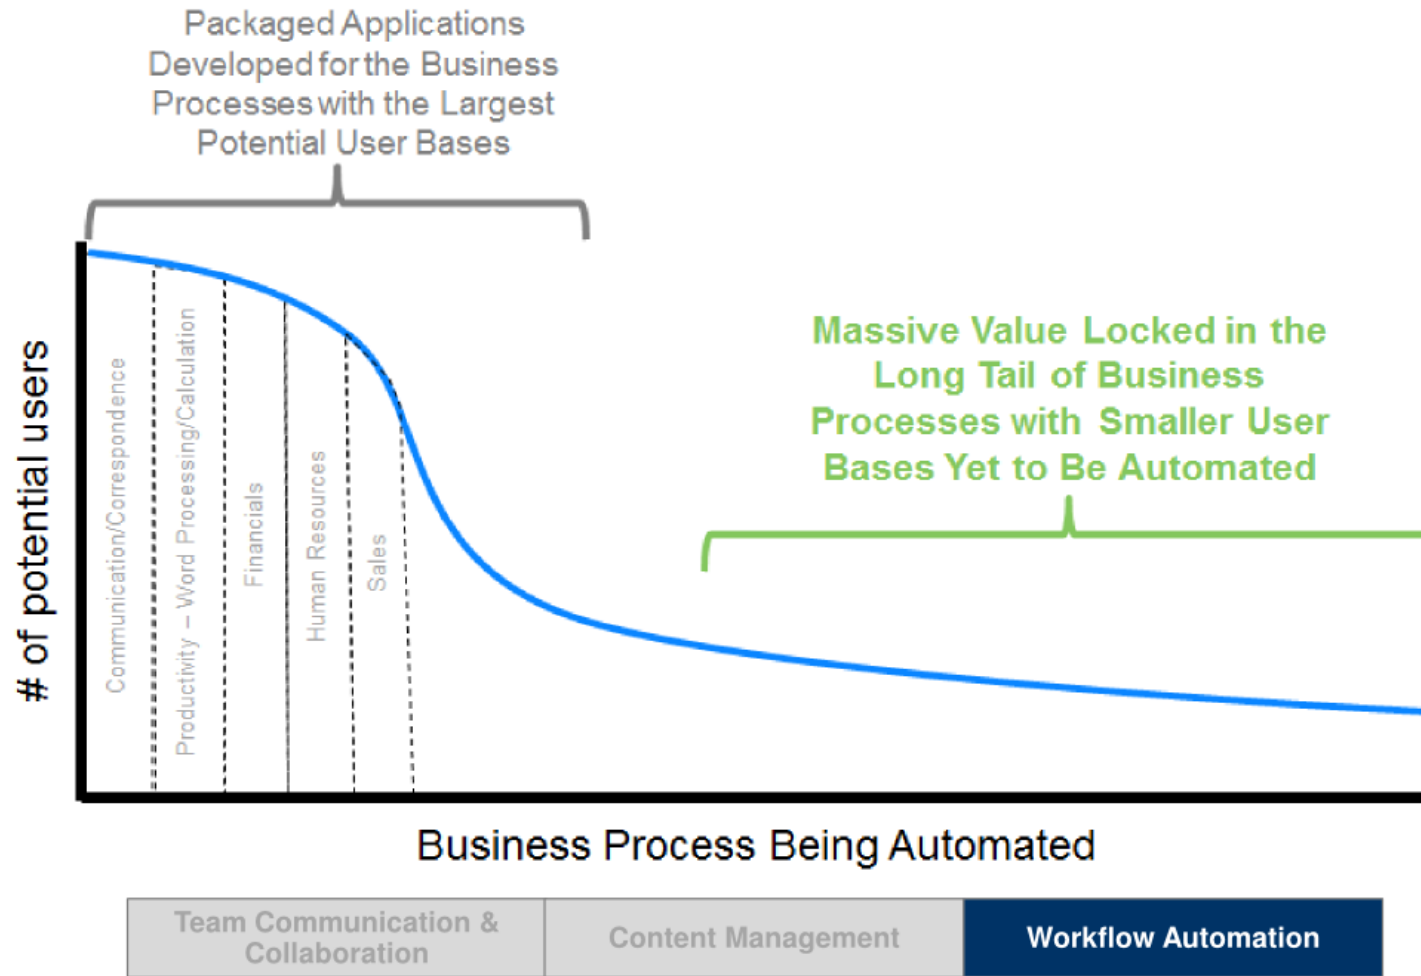 Packaged Applications
Developed for the Business
Processes with the Largest
Potential User Bases
Massive Value Locked in the
Long Tail of Business
Processes with Smaller User
Bases Yet to Be Automated
# of potential users
Communication/Correspondence
Productivity – Word Processing/Calculation
Financials
Human Resources
Sales
Business Process Being Automated
Team Communication &
Collaboration
Content Management
Workflow Automation